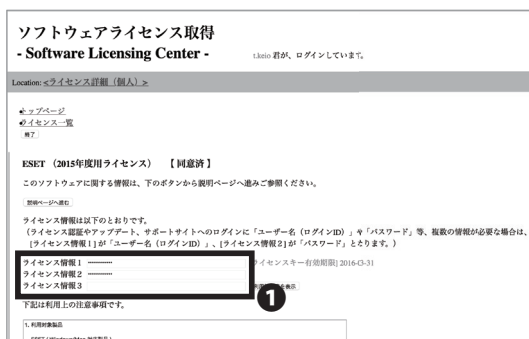 ソフトウェアライセンス取得
- Software Licensing Center -
t.keio 君が、ログインしています。
Location: <ライセンス詳細（個人）>
トップページ
ライセンス一覧
終了
ESET （2015年度用ライセンス） 【 同意済 】
このソフトウェアに関する情報は、下のボタンから説明ページへ進みご参照ください。
説明ページへ進む
ライセンス情報は以下のとおりです。
（ライセンス認証やアップデート、サポートサイトへのログインに「ユーザー名（ログインID）」や「パスワード」等、複数の情報が必要な場合は、
[ライセンス情報1] が「ユーザー名（ログインID）」、[ライセンス情報2] が「パスワード」となります。）
ライセンス情報 1
イセンスキー有効期限] 2016-03-31
ライセンス情報 2
ライセンス情報 3
を表示
1
下記は利用上の注意事項です。
1. 利用対象製品